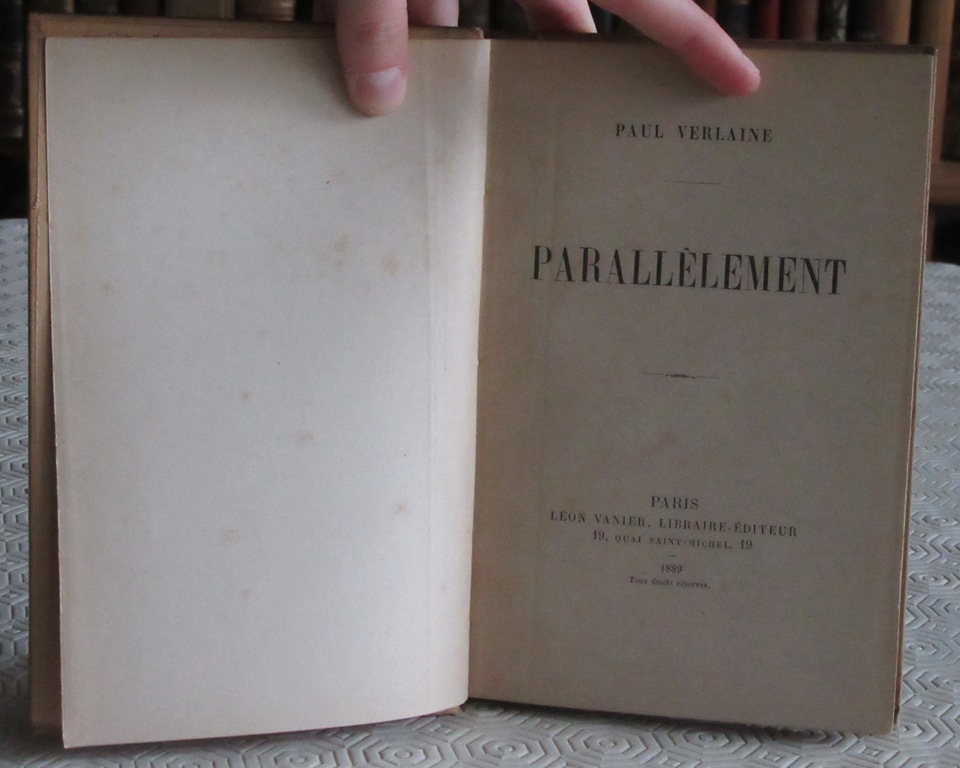 PAUL VERLAINE
PARALLÈLEMENT
PARIS
LÉON VANIER, LIBRAIRE-ÉDITEUR
19, QUAI SAINT-MICHEL, 19
1889
Tous droits réservés.